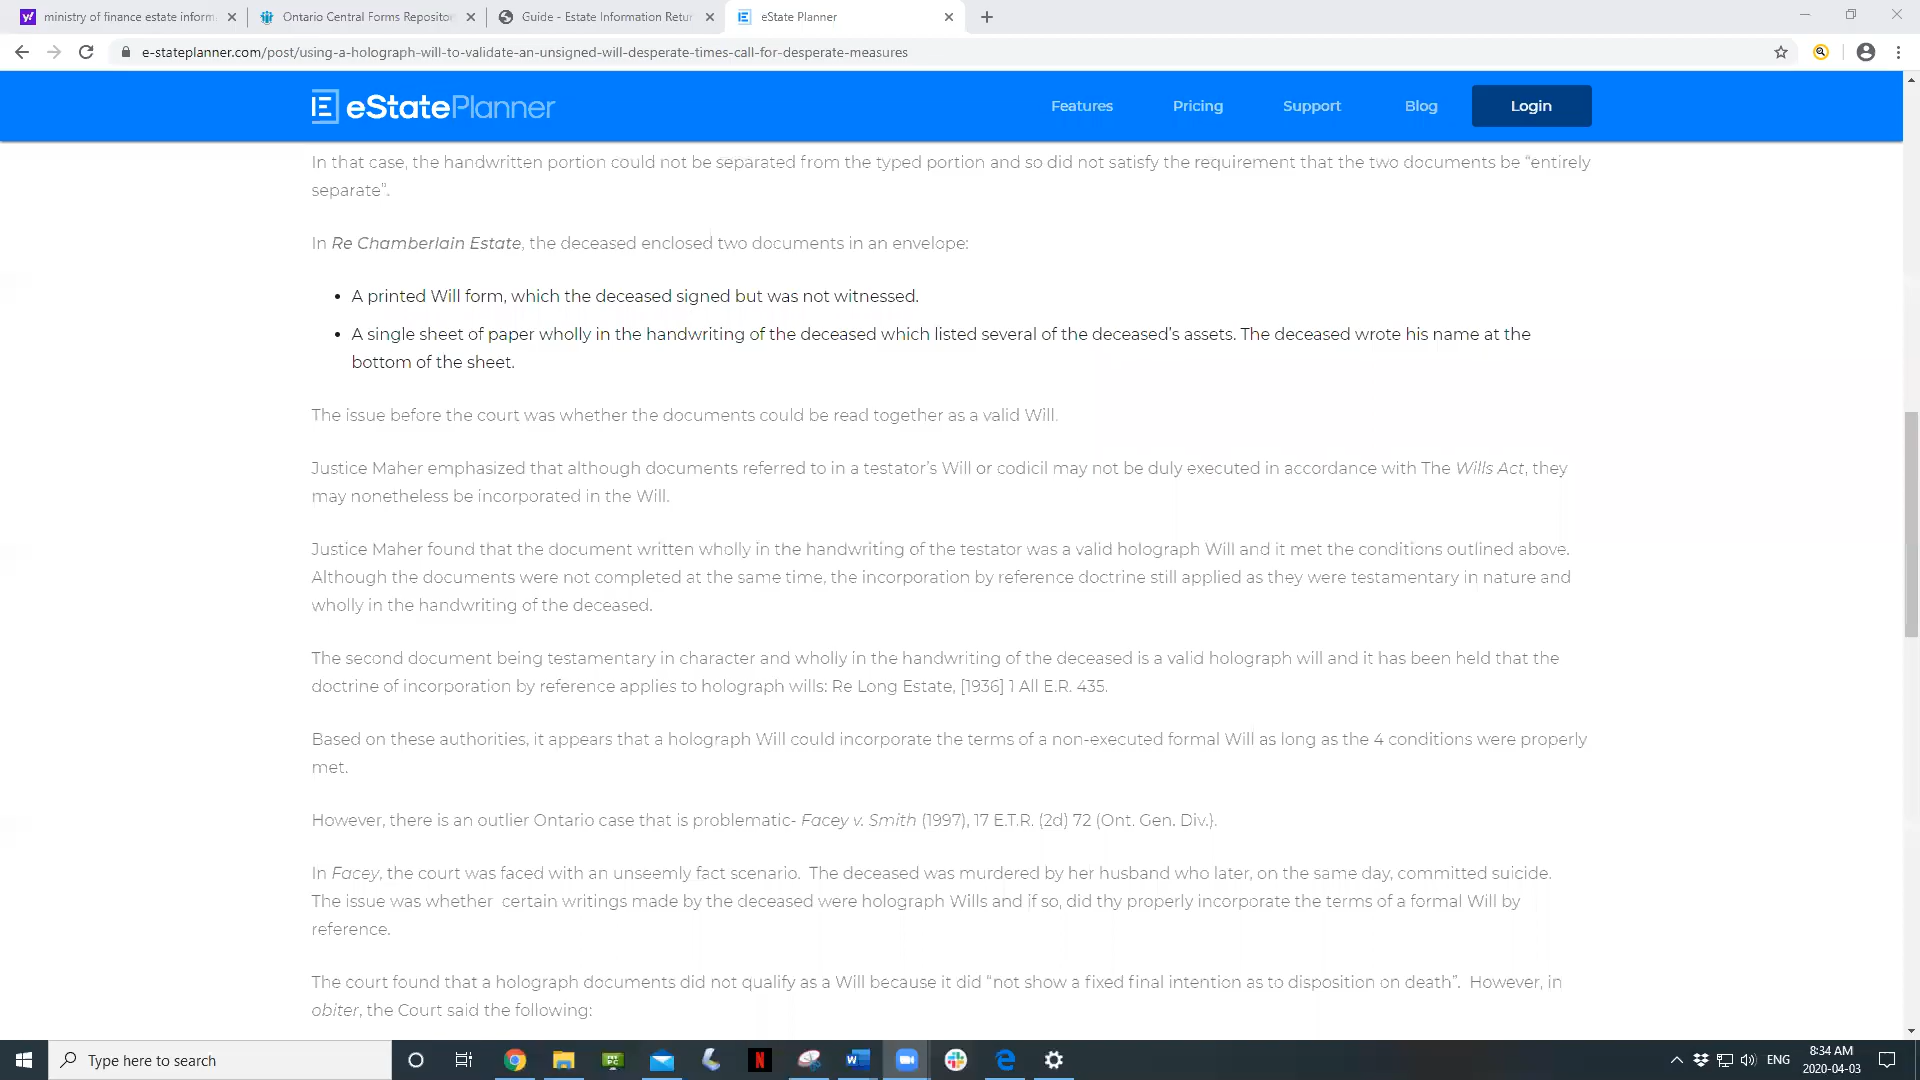 ministry of finance estate inform
Ontario Central Forms Repositor
Guide - Estate Information Retur
eState Planner
e-stateplanner.com/post/using-a-holograph-will-to-validate-an-unsigned-will-desperate-times-call-for-desperate-measures
eStatePlanner
Features
Pricing
Support
Blog
Login
In that case, the handwritten portion could not be separated from the typed portion and so did not satisfy the requirement that the two documents be “entirely
separate”.
In Re Chamberlain Estate, the deceased enclosed two documents in an envelope:
• A printed Will form, which the deceased signed but was not witnessed.
• A single sheet of paper wholly in the handwriting of the deceased which listed several of the deceased’s assets. The deceased wrote his name at the
bottom of the sheet.
The issue before the court was whether the documents could be read together as a valid Will.
Justice Maher emphasized that although documents referred to in a testator’s Will or codicil may not be duly executed in accordance with The Wills Act, they
may nonetheless be incorporated in the Will.
Justice Maher found that the document written wholly in the handwriting of the testator was a valid holograph Will and it met the conditions outlined above.
Although the documents were not completed at the same time, the incorporation by reference doctrine still applied as they were testamentary in nature and
wholly in the handwriting of the deceased.
The second document being testamentary in character and wholly in the handwriting of the deceased is a valid holograph will and it has been held that the
doctrine of incorporation by reference applies to holograph wills: Re Long Estate, [1936] 1 All E.R. 435.
Based on these authorities, it appears that a holograph Will could incorporate the terms of a non-executed formal Will as long as the 4 conditions were properly
met.
However, there is an outlier Ontario case that is problematic- Facey v. Smith (1997), 17 E.T.R. (2d) 72 (Ont. Gen. Div.).
In Facey, the court was faced with an unseemly fact scenario. The deceased was murdered by her husband who later, on the same day, committed suicide.
The issue was whether certain writings made by the deceased were holograph Wills and if so, did thy properly incorporate the terms of a formal Will by
reference.
The court found that a holograph documents did not qualify as a Will because it did “not show a fixed final intention as to disposition on death”. However, in
obiter, the Court said the following:
Type here to search
ENG
8:34 AM
2020-04-03